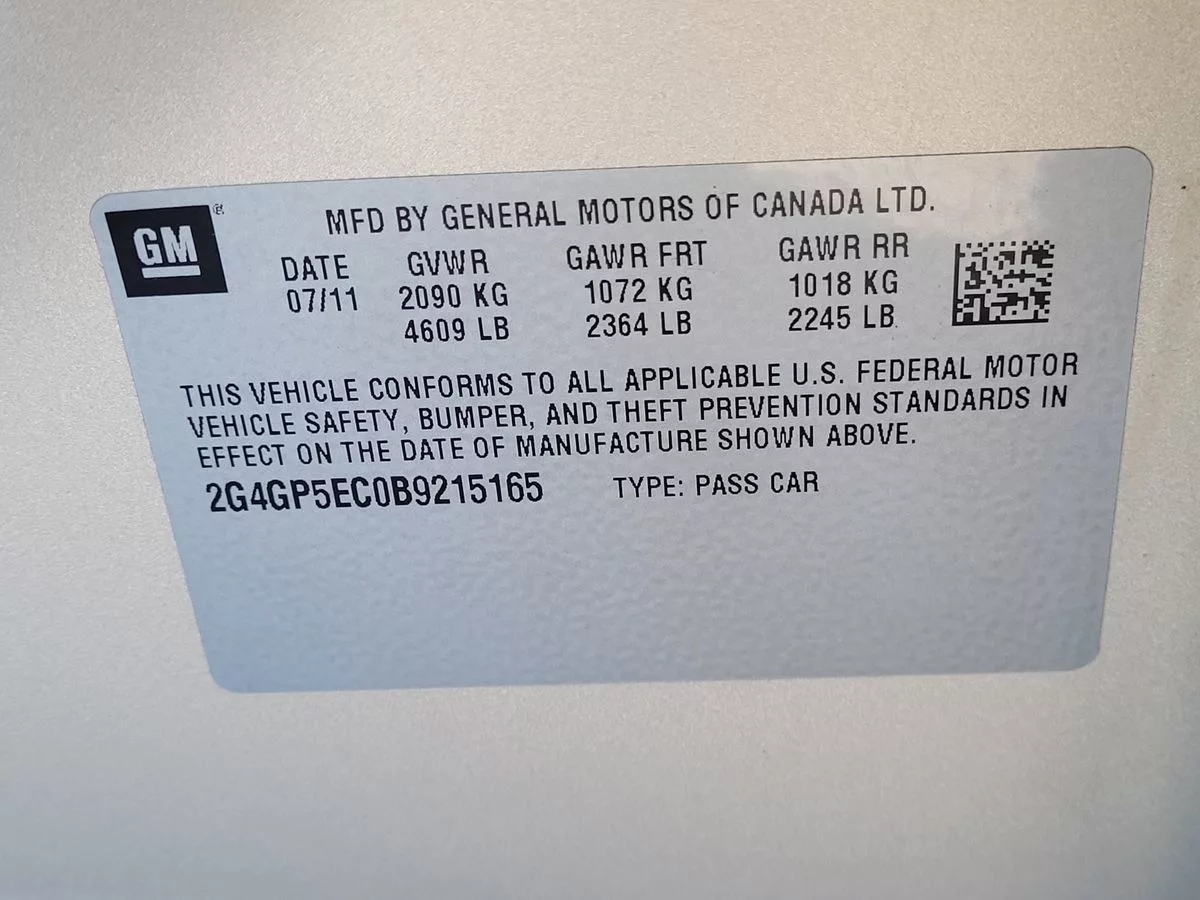 GM®
MFD BY GENERAL MOTORS OF CANADA LTD.
DATE GVWR GAWR FRT GAWR RR
07/11 2090 KG 1072 KG 1018 KG
4609 LB 2364 LB 2245 LB
THIS VEHICLE CONFORMS TO ALL APPLICABLE U.S. FEDERAL MOTOR
VEHICLE SAFETY, BUMPER, AND THEFT PREVENTION STANDARDS IN
EFFECT ON THE DATE OF MANUFACTURE SHOWN ABOVE.
2G4GP5EC0B9215165 TYPE: PASS CAR